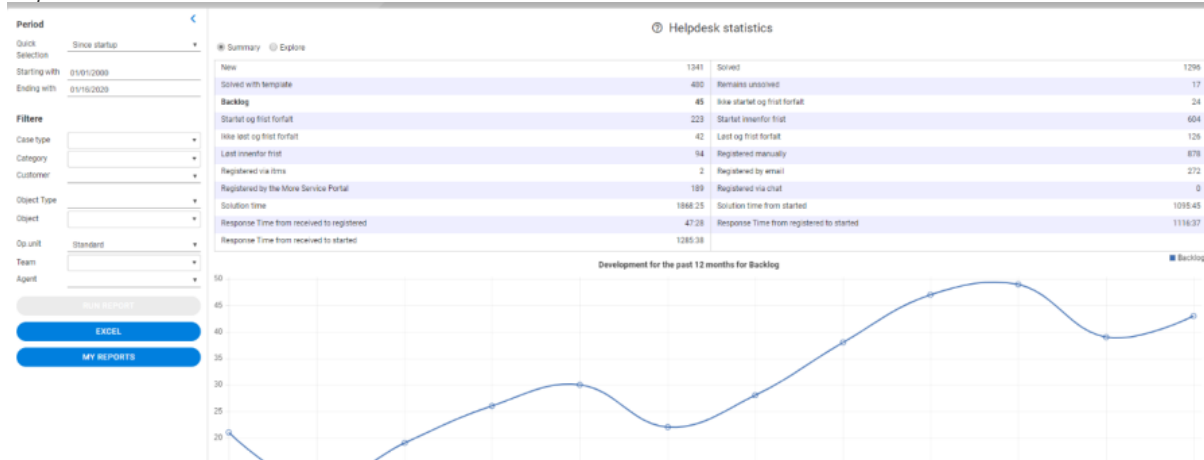 Period
Helpdesk statistics
Quick Selection
Since startup
Summary
Explore
Starting with 01/01/2000
Ending with 01/16/2020
Filtere
Case type
Category
Customer
Object Type
Object
Op.unit Standard
Team
Agent
RUN REPORT
EXCEL
MY REPORTS
New 1341 Solved 1296
Solved with template 480 Remains unsolved 17
Backlog 45 Ikke startet og frist forfalt 24
Startet og frist forfalt 223 Startet innenfor frist 604
Ikke løst og frist forfalt 42 Løst og frist forfalt 126
Løst innenfor frist 94 Registered manually 878
Registered via itms 2 Registered by email 272
Registered by the More Service Portal 189 Registered via chat 0
Solution time 1868:25 Solution time from started 1095:45
Response Time from received to registered 47:28 Response Time from registered to started 1116:37
Response Time from received to started 1285:38
Development for the past 12 months for Backlog
Backlog
50
45
40
35
30
25
20